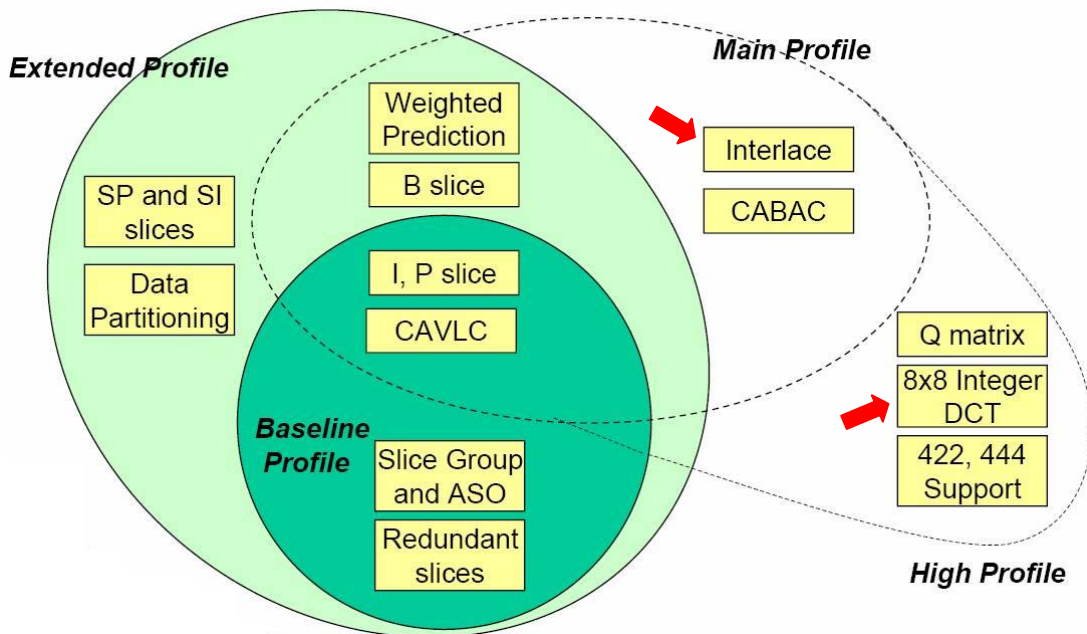 Extended Profile
Main Profile
Weighted
Prediction
B slice
SP and SI
slices
Data
Partitioning
I, P slice
CAVLC
Interlace
CABAC
Baseline
Profile
Slice Group
and ASO
Redundant
slices
Q matrix
8x8 Integer
DCT
422, 444
Support
High Profile